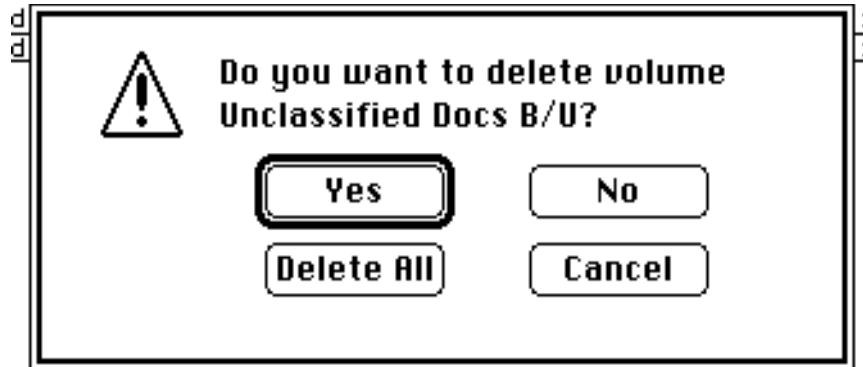 d
d
Do you want to delete volume
Unclassified Docs B/U?
Yes No
Delete All Cancel